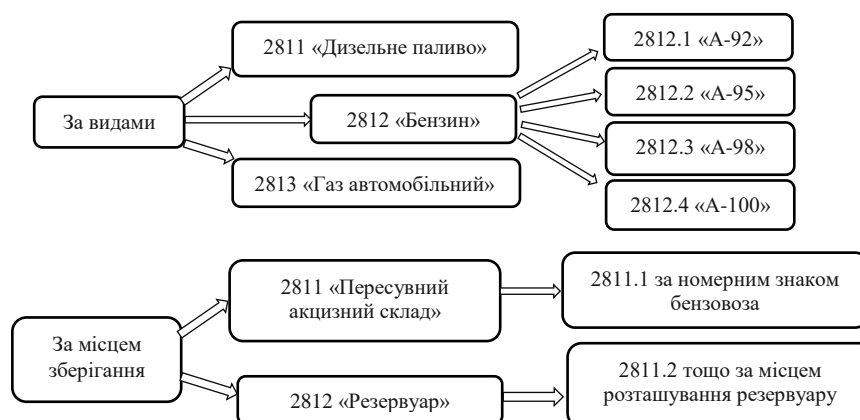 За видами
2811 «Дизельне паливо»
2812 «Бензин»
2813 «Газ автомобільний»
2812.1 «А-92»
2812.2 «А-95»
2812.3 «А-98»
2812.4 «А-100»
За місцем
зберігання
2811 «Пересувний
акцизний склад»
2811.1 за номерним знаком
бензовоза
2812 «Резервуар»
2811.2 тощо за місцем
розташування резервуару